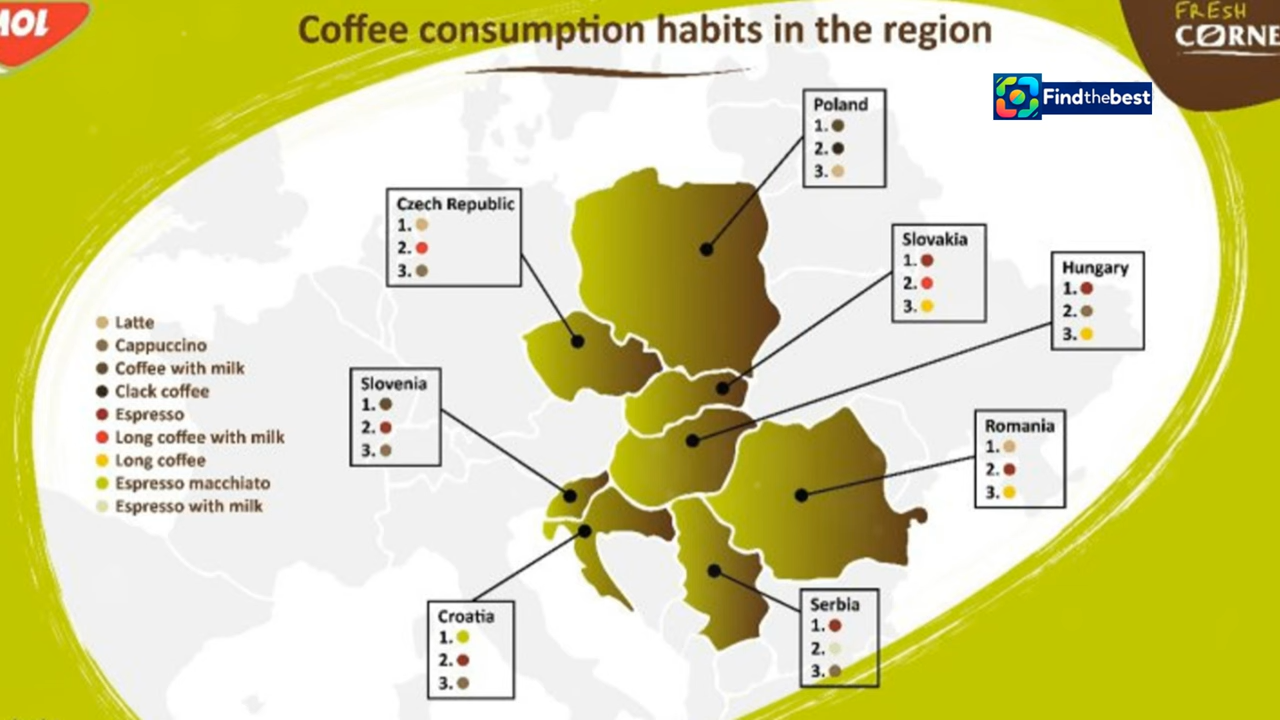 MOL
Coffee consumption habits in the region
FRESH
CORNE
Findthebest
Poland
1.
2.
3.
Czech Republic
1.
2.
3.
Slovakia
1.
2.
3.
Hungary
1.
2.
3.
Latte
Cappuccino
Coffee with milk
Clack coffee
Espresso
Long coffee with milk
Long coffee
Espresso macchiato
Espresso with milk
Slovenia
1.
2.
3.
Romania
1.
2.
3.
Croatia
1.
2.
3.
Serbia
1.
2.
3.